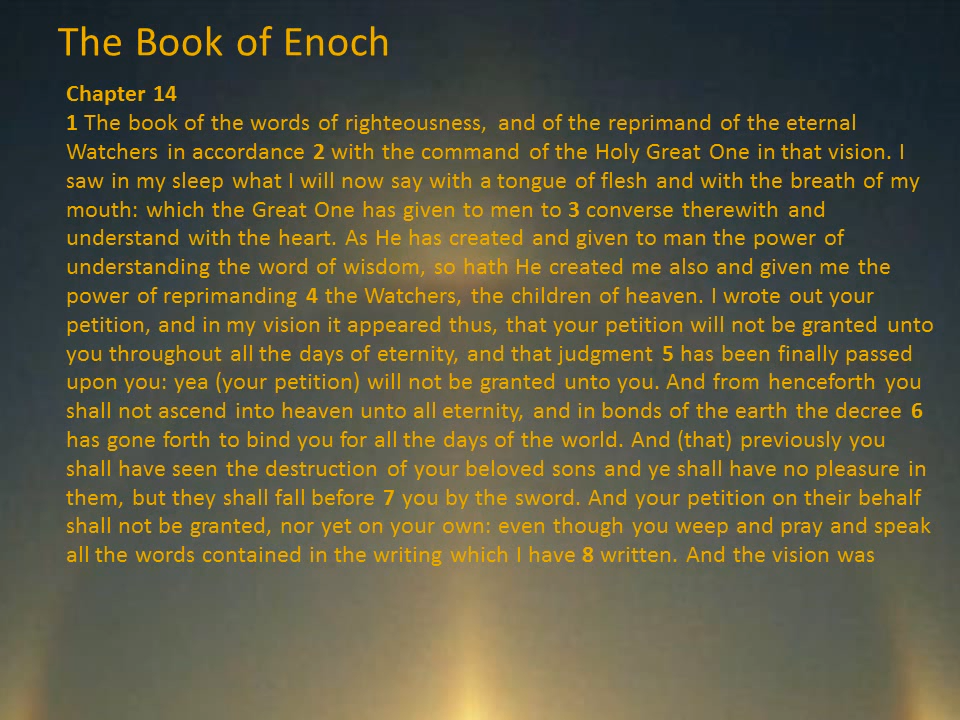 The Book of Enoch
Chapter 14
1 The book of the words of righteousness, and of the reprimand of the eternal
Watchers in accordance 2 with the command of the Holy Great One in that vision. I
saw in my sleep what I will now say with a tongue of flesh and with the breath of my
mouth: which the Great One has given to men to 3 converse therewith and
understand with the heart. As He has created and given to man the power of
understanding the word of wisdom, so hath He created me also and given me the
power of reprimanding 4 the Watchers, the children of heaven. I wrote out your
petition, and in my vision it appeared thus, that your petition will not be granted unto
you throughout all the days of eternity, and that judgment 5 has been finally passed
upon you: yea (your petition) will not be granted unto you. And from henceforth you
shall not ascend into heaven unto all eternity, and in bonds of the earth the decree 6
has gone forth to bind you for all the days of the world. And (that) previously you
shall have seen the destruction of your beloved sons and ye shall have no pleasure in
them, but they shall fall before 7 you by the sword. And your petition on their behalf
shall not be granted, nor yet on your own: even though you weep and pray and speak
all the words contained in the writing which I have 8 written. And the vision was